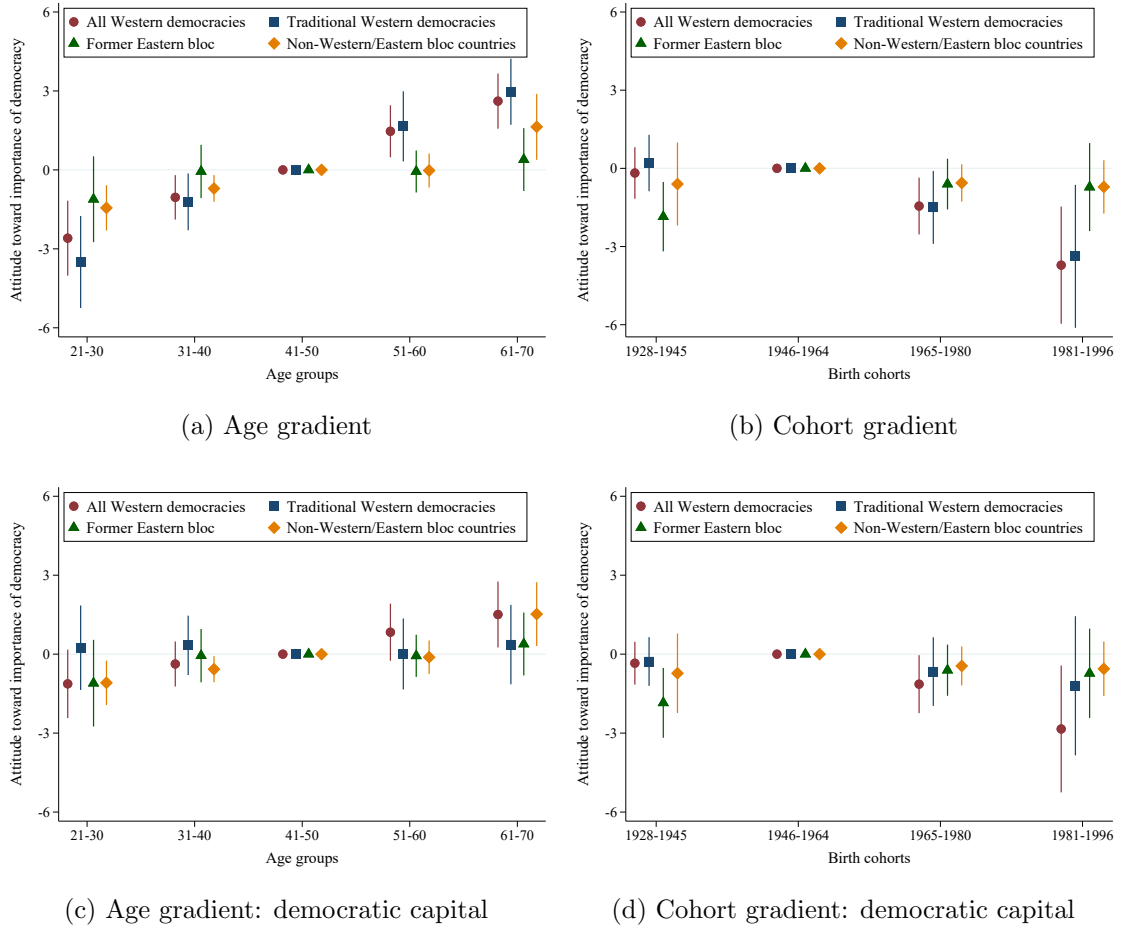 All Western democracies Traditional Western democracies
Former Eastern bloc Non-Western/Eastern bloc countries
Attitude toward importance of democracy
6
3
0
-3
-6
21-30 31-40 41-50 51-60 61-70
Age groups
(a) Age gradient
All Western democracies Traditional Western democracies
Former Eastern bloc Non-Western/Eastern bloc countries
Attitude toward importance of democracy
6
3
0
-3
-6
1928-1945 1946-1964 1965-1980 1981-1996
Birth cohorts
(b) Cohort gradient
All Western democracies Traditional Western democracies
Former Eastern bloc Non-Western/Eastern bloc countries
Attitude toward importance of democracy
6
3
0
-3
-6
21-30 31-40 41-50 51-60 61-70
Age groups
(c) Age gradient: democratic capital
All Western democracies Traditional Western democracies
Former Eastern bloc Non-Western/Eastern bloc countries
Attitude toward importance of democracy
6
3
0
-3
-6
1928-1945 1946-1964 1965-1980 1981-1996
Birth cohorts
(d) Cohort gradient: democratic capital